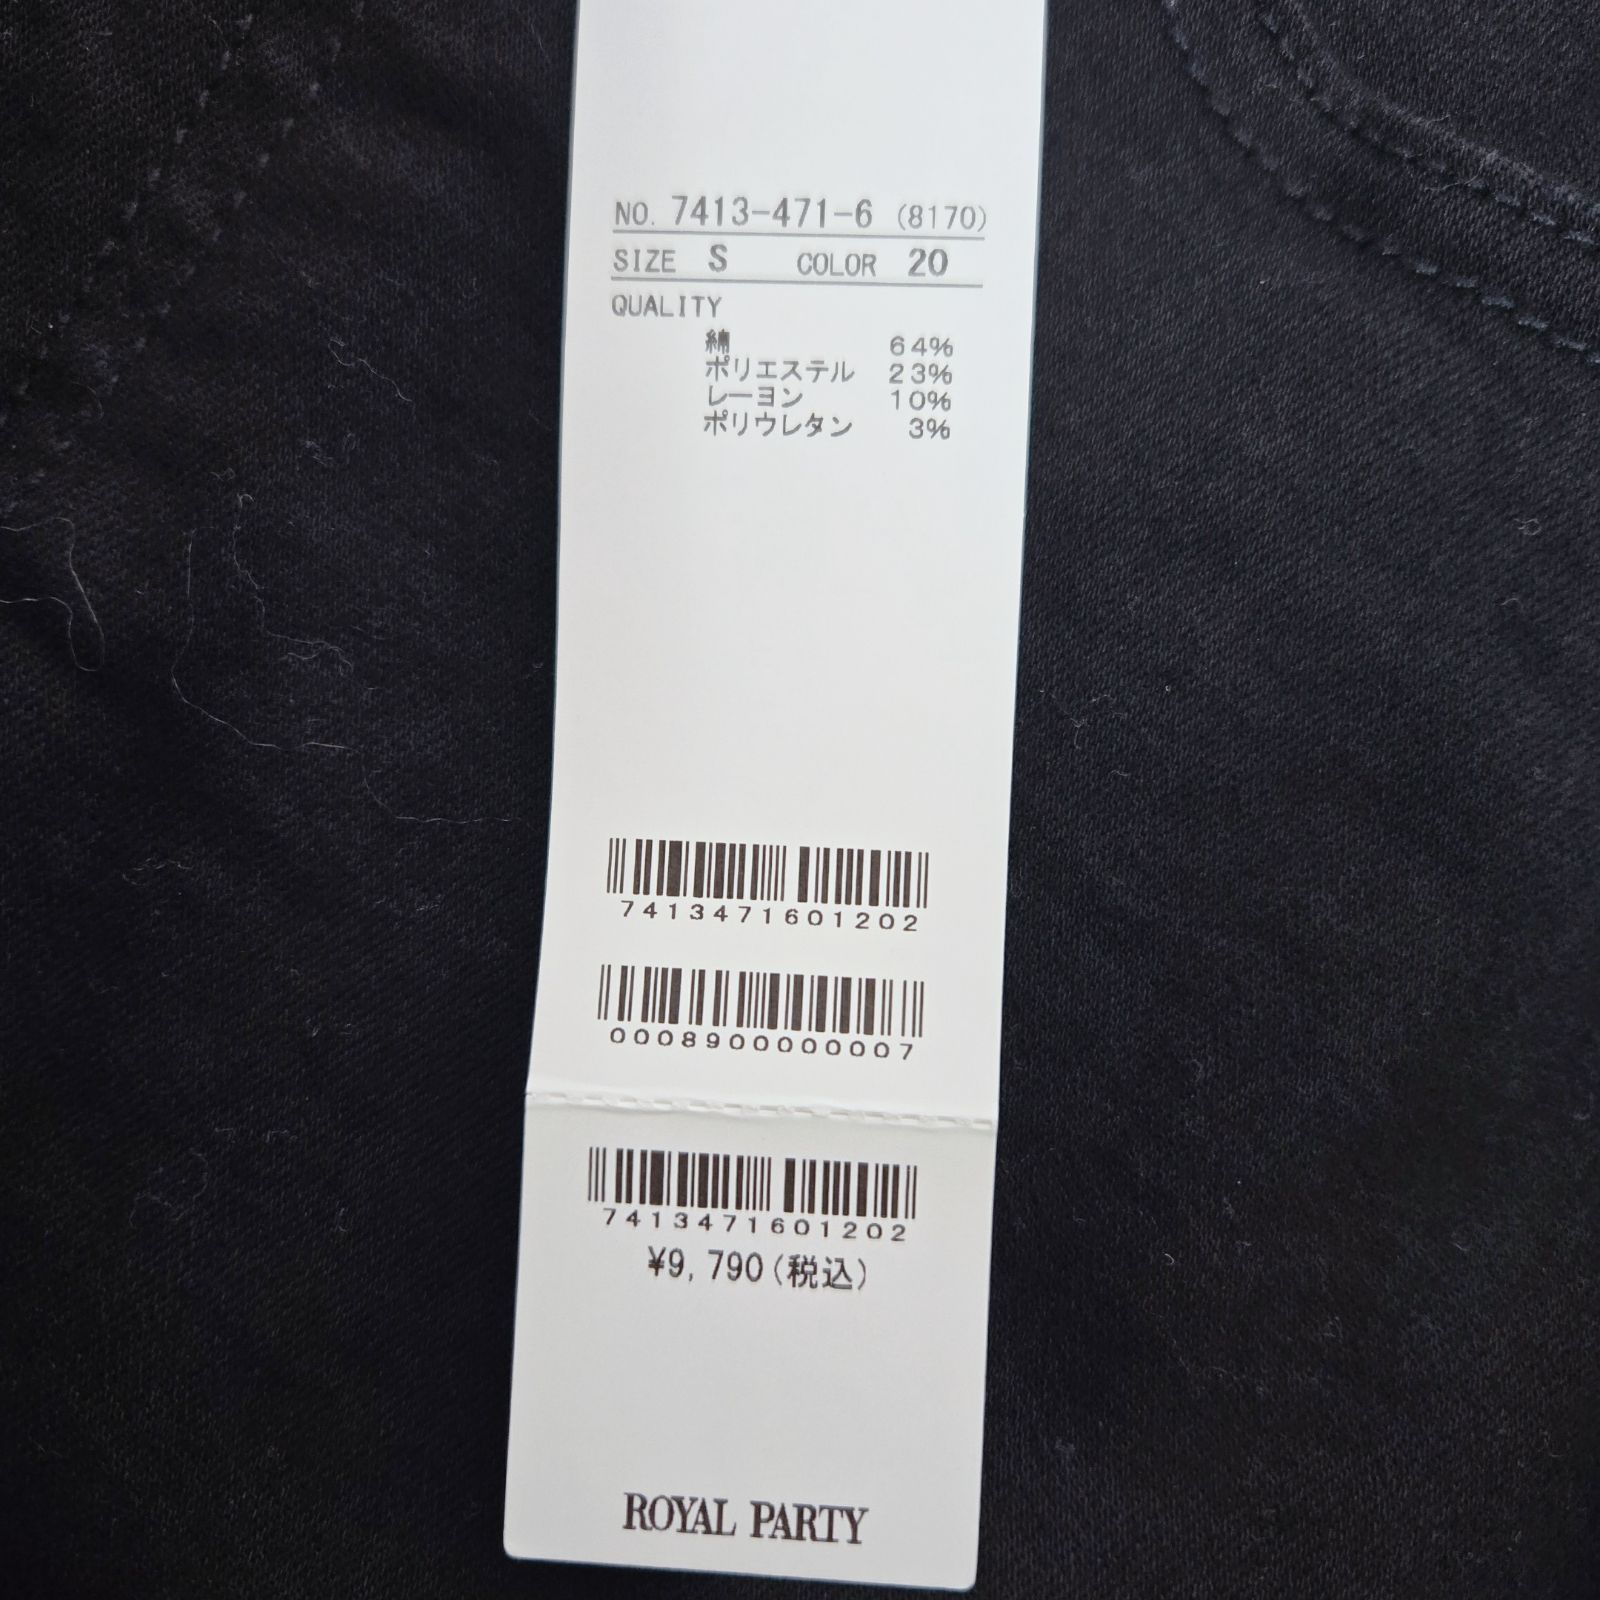 NO. 7413-471-6 (8170)
SIZE S COLOR 20
QUALITY
綿 64%
ポリエステル 23%
レーヨン 10%
ポリウレタン 3%
7413471601202
0008900000007
7413471601202
¥9,790(税込)
ROYAL PARTY